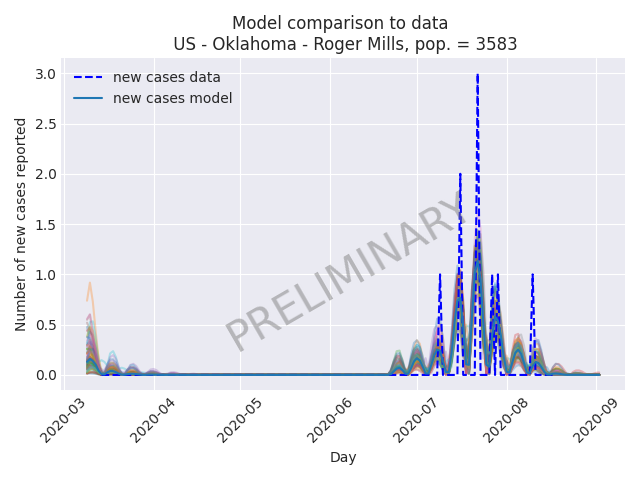 Model comparison to data
US - Oklahoma - Roger Mills, pop. = 3583
new cases data
new cases model
PRELIMINARY
Number of new cases reported
3.0
2.5
2.0
1.5
1.0
0.5
0.0
2020-03
2020-04
2020-05
2020-06
2020-07
2020-08
2020-09
Day